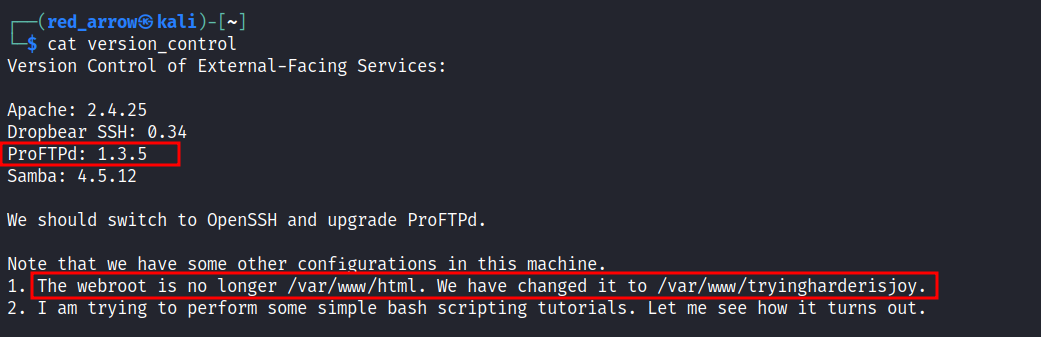 ┌──(red_arrow㉿kali)-[~]
└─$ cat version_control
Version Control of External-Facing Services:
Apache: 2.4.25
Dropbear SSH: 0.34
ProFTPd: 1.3.5
Samba: 4.5.12
We should switch to OpenSSH and upgrade ProFTPd.
Note that we have some other configurations in this machine.
1. The webroot is no longer /var/www/html. We have changed it to /var/www/tryingharderisjoy.
2. I am trying to perform some simple bash scripting tutorials. Let me see how it turns out.